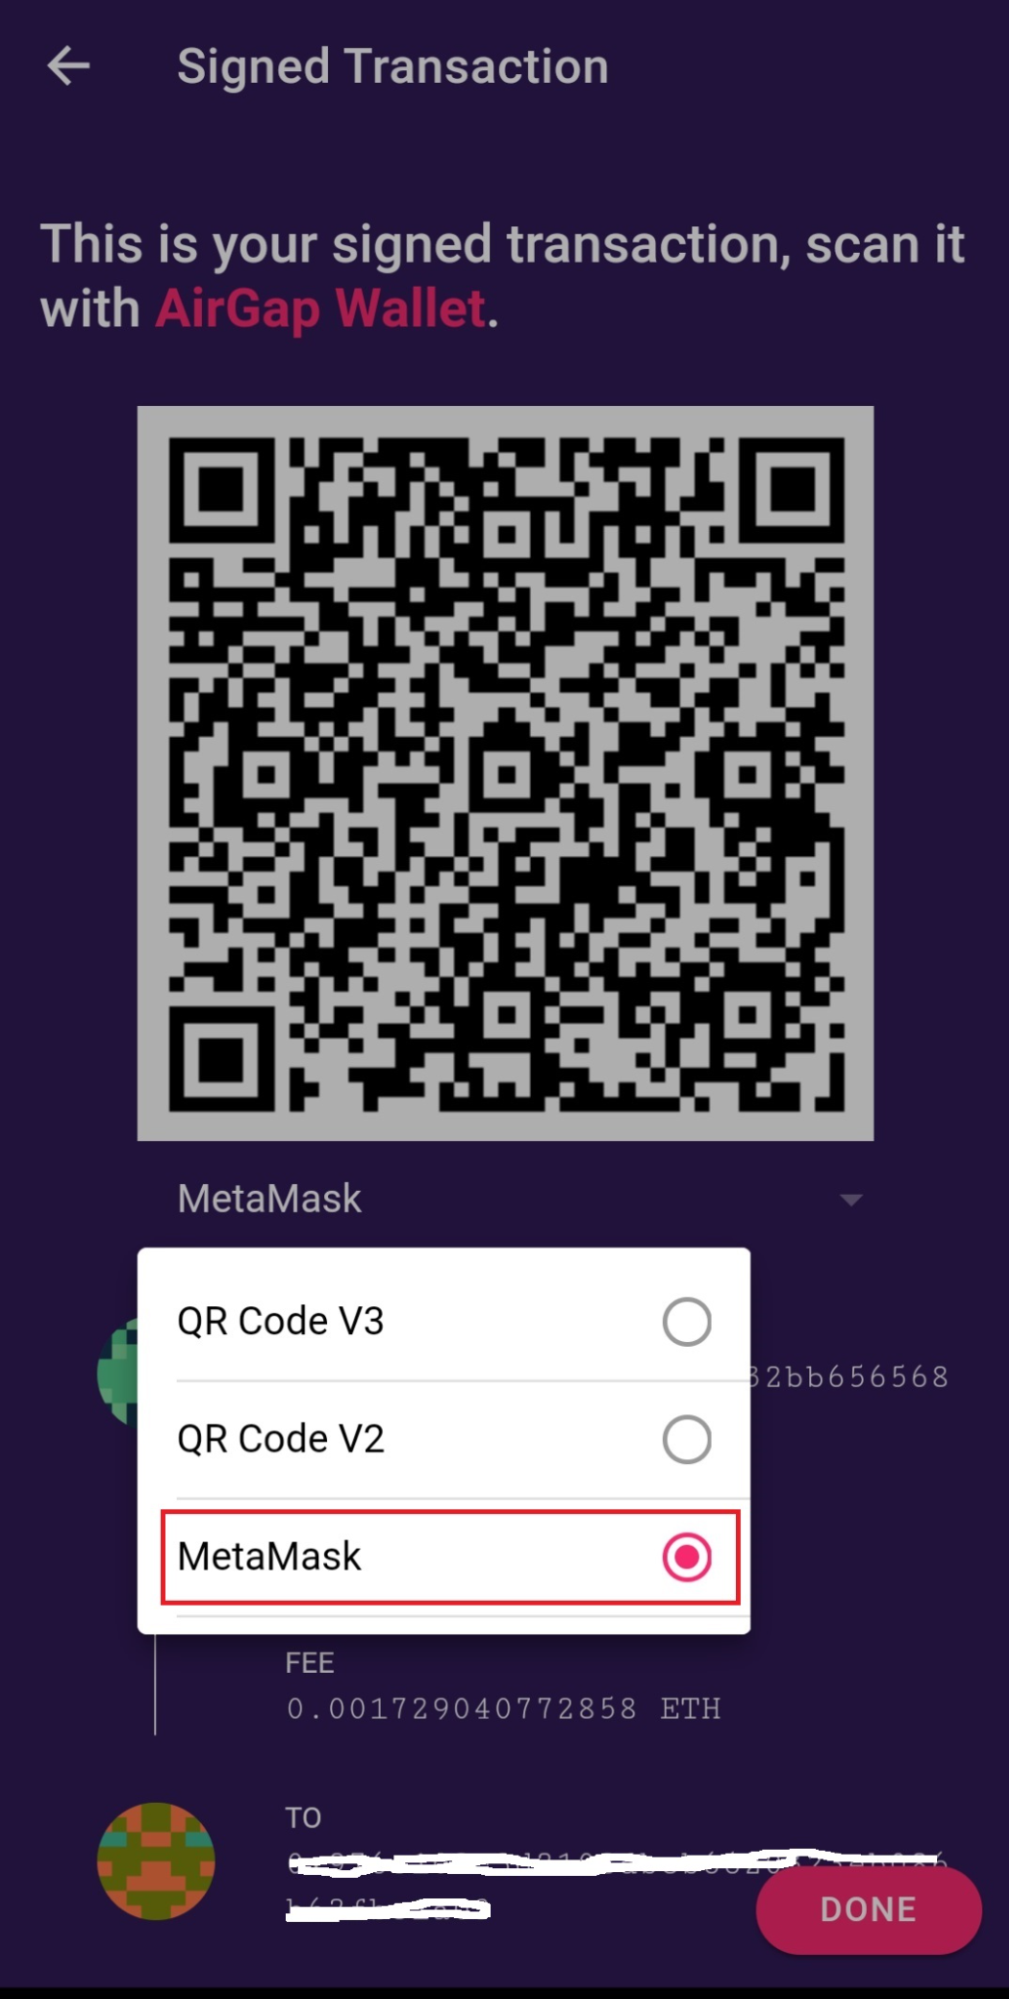 Signed Transaction
This is your signed transaction, scan it
with AirGap Wallet.
MetaMask
QR Code V3
32bb656568
QR Code V2
MetaMask
FEE
0.001729040772858 ETH
TO
DONE